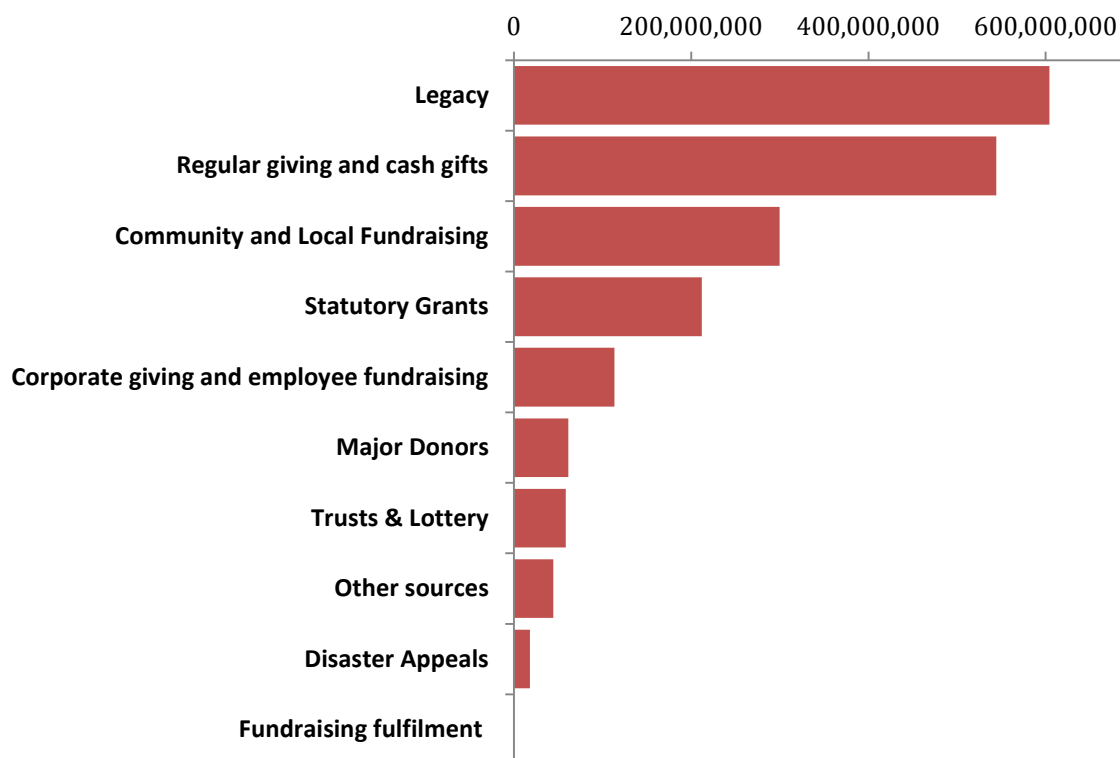 0 200,000,000 400,000,000 600,000,000
Legacy
Regular giving and cash gifts
Community and Local Fundraising
Statutory Grants
Corporate giving and employee fundraising
Major Donors
Trusts & Lottery
Other sources
Disaster Appeals
Fundraising fulfilment